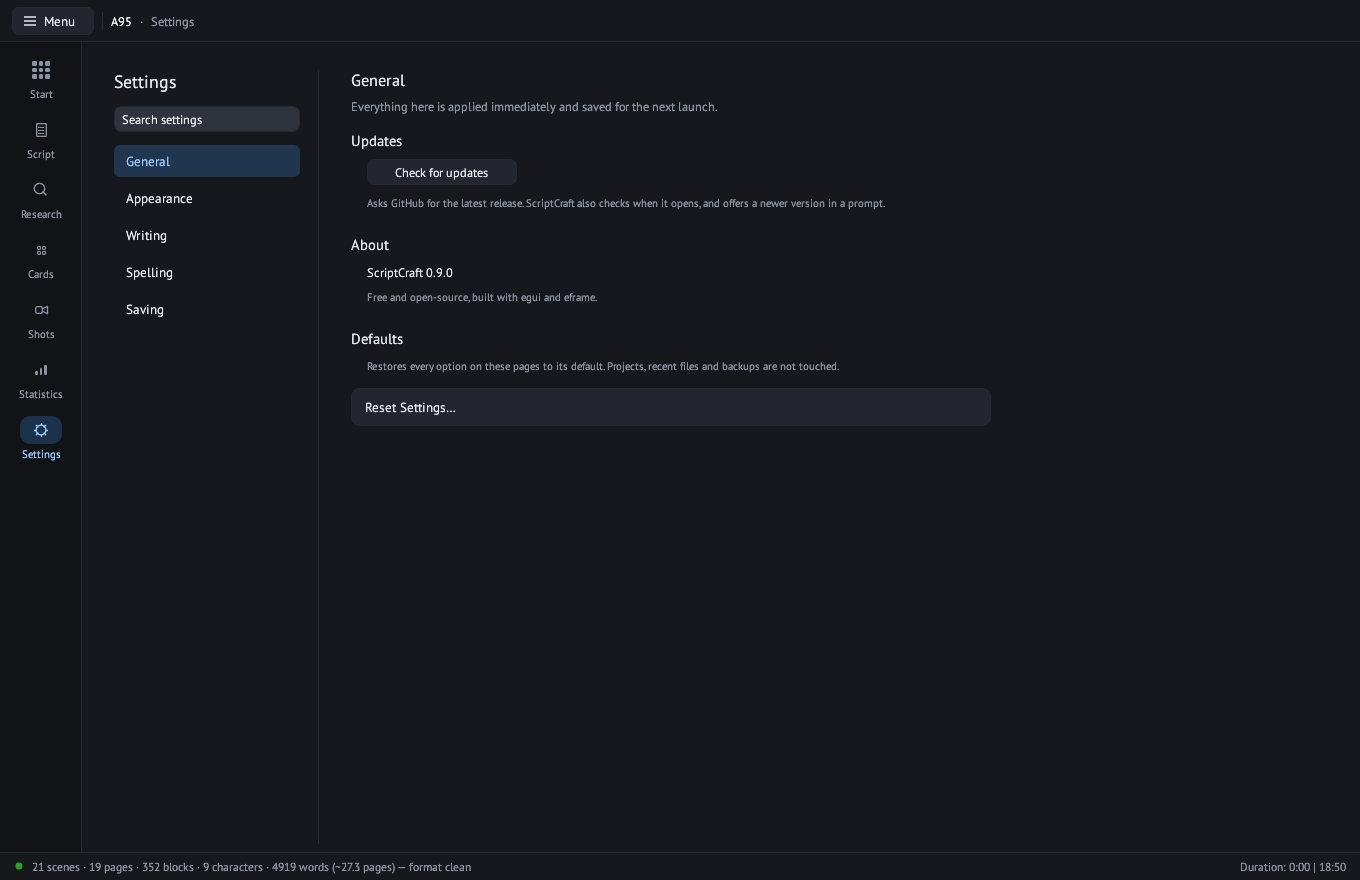 Menu
A95 · Settings
Start
Script
Research
Cards
Shots
Statistics
Settings
Settings
Search settings
General
Appearance
Writing
Spelling
Saving
General
Everything here is applied immediately and saved for the next launch.
Updates
Check for updates
Asks GitHub for the latest release. ScriptCraft also checks when it opens, and offers a newer version in a prompt.
About
ScriptCraft 0.9.0
Free and open-source, built with egui and eframe.
Defaults
Restores every option on these pages to its default. Projects, recent files and backups are not touched.
Reset Settings...
21 scenes · 19 pages · 352 blocks · 9 characters · 4919 words (~27.3 pages) — format clean
Duration: 0:00 | 18:50